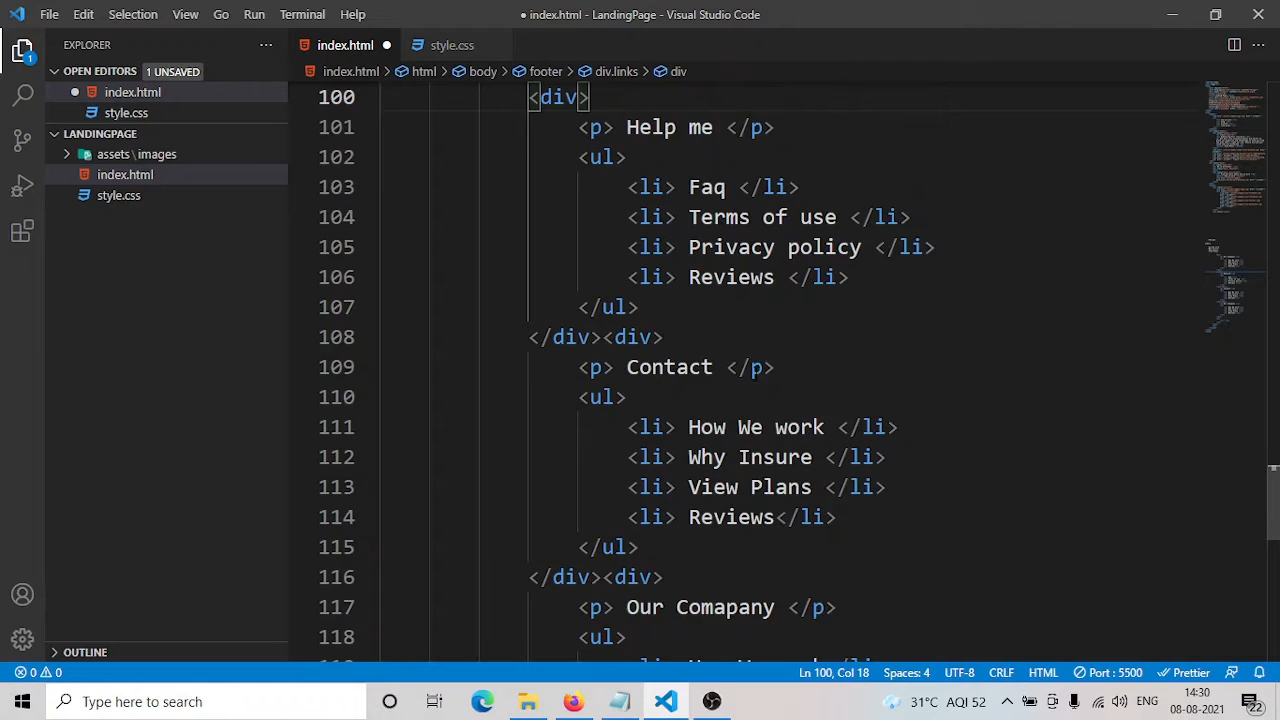 File Edit Selection View Go Run Terminal Help
● index.html - LandingPage - Visual Studio Code
EXPLORER
index.html
style.css
OPEN EDITORS 1 UNSAVED
index.html
style.css
LANDINGPAGE
assets\images
index.html
style.css
OUTLINE
1
index.html > html > body > footer > div.links > div
100 <div>
101 <p> Help me </p>
102 <ul>
103 <li> Faq </li>
104 <li> Terms of use </li>
105 <li> Privacy policy </li>
106 <li> Reviews </li>
107 </ul>
108 </div><div>
109 <p> Contact </p>
110 <ul>
111 <li> How We work </li>
112 <li> Why Insure </li>
113 <li> View Plans </li>
114 <li> Reviews</li>
115 </ul>
116 </div><div>
117 <p> Our Comapany </p>
118 <ul>
0 0 Ln 100, Col 18 Spaces: 4 UTF-8 CRLF HTML Port : 5500 Prettier
Type here to search
31°C AQI 52
14:30
08-08-2021
22